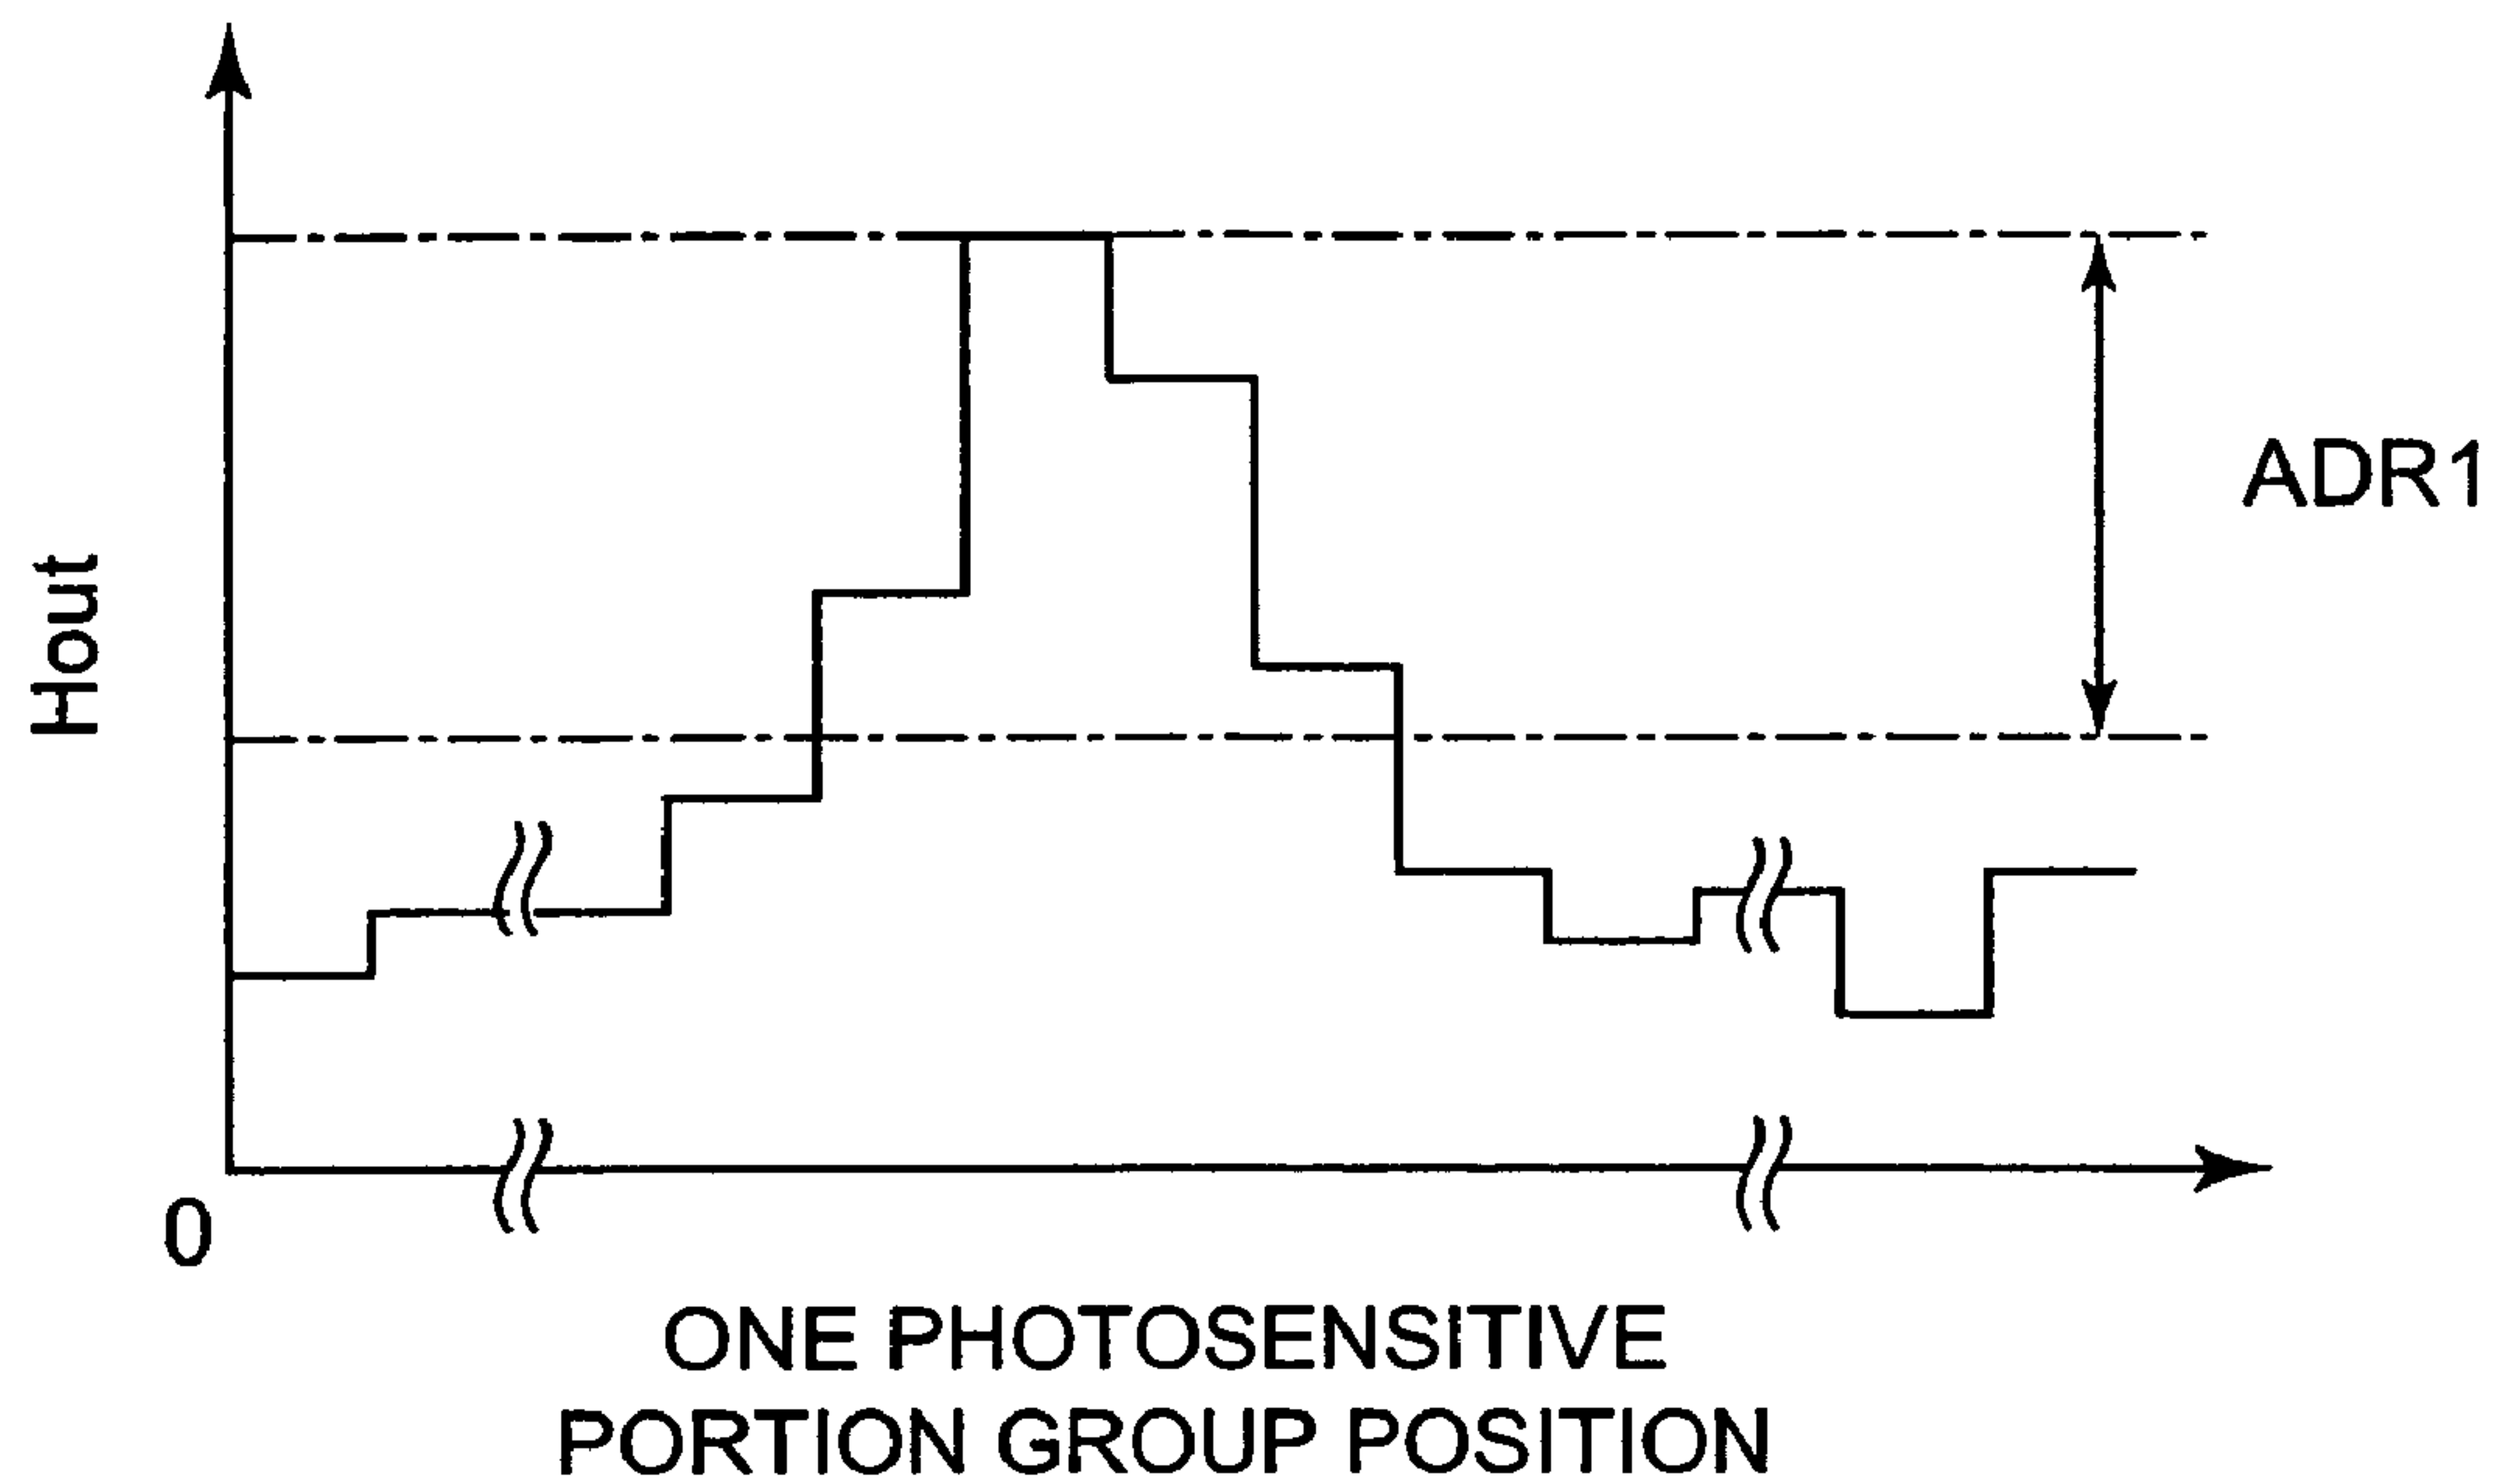 Hout
ADR1
0
ONE PHOTOSENSITIVE
PORTION GROUP POSITION